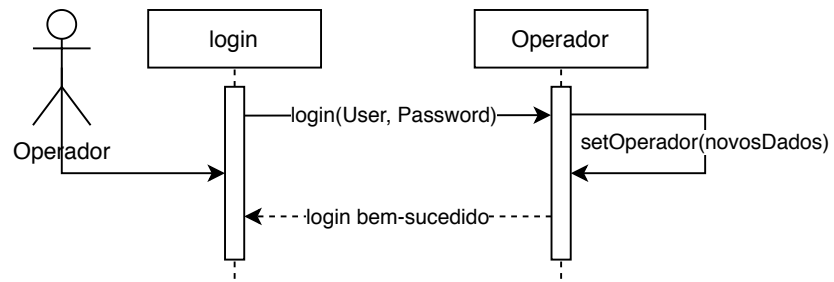 login
Operador
login(User, Password)
setOperador(novosDados)
Operador
login bem-sucedido